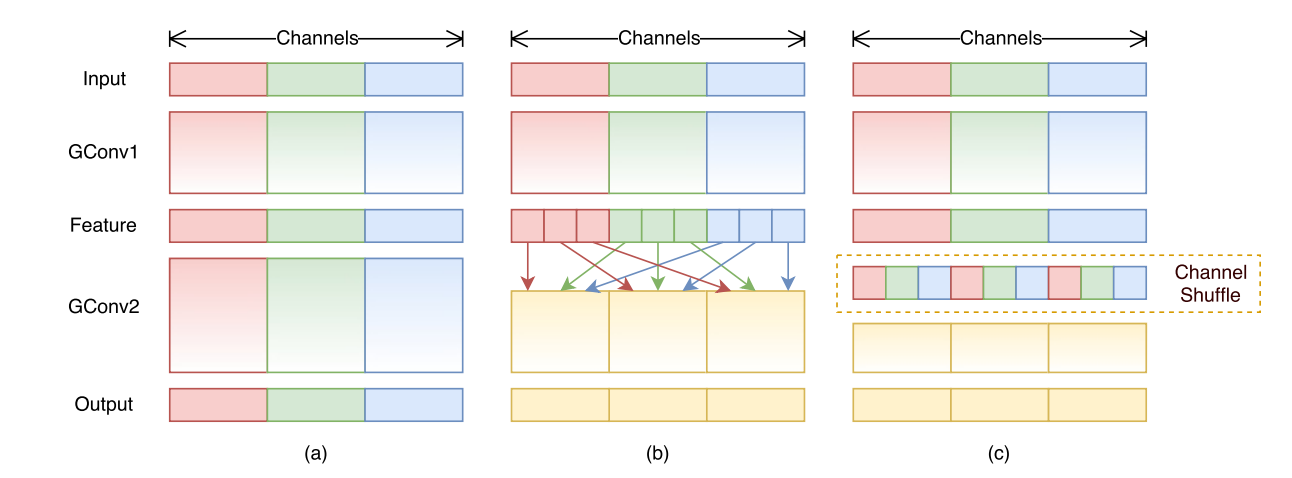 Channels
Channels
Channels
Input
GConv1
Feature
GConv2
Channel
Shuffle
Output
(a)
(b)
(c)